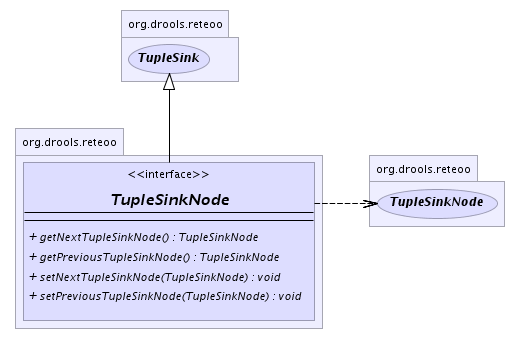 org.drools.reteoo
TupleSink
org.drools.reteoo
<<interface>>
TupleSinkNode
+ getNextTupleSinkNode() : TupleSinkNode
+ getPreviousTupleSinkNode() : TupleSinkNode
+ setNextTupleSinkNode(TupleSinkNode) : void
+ setPreviousTupleSinkNode(TupleSinkNode) : void
org.drools.reteoo
TupleSinkNode